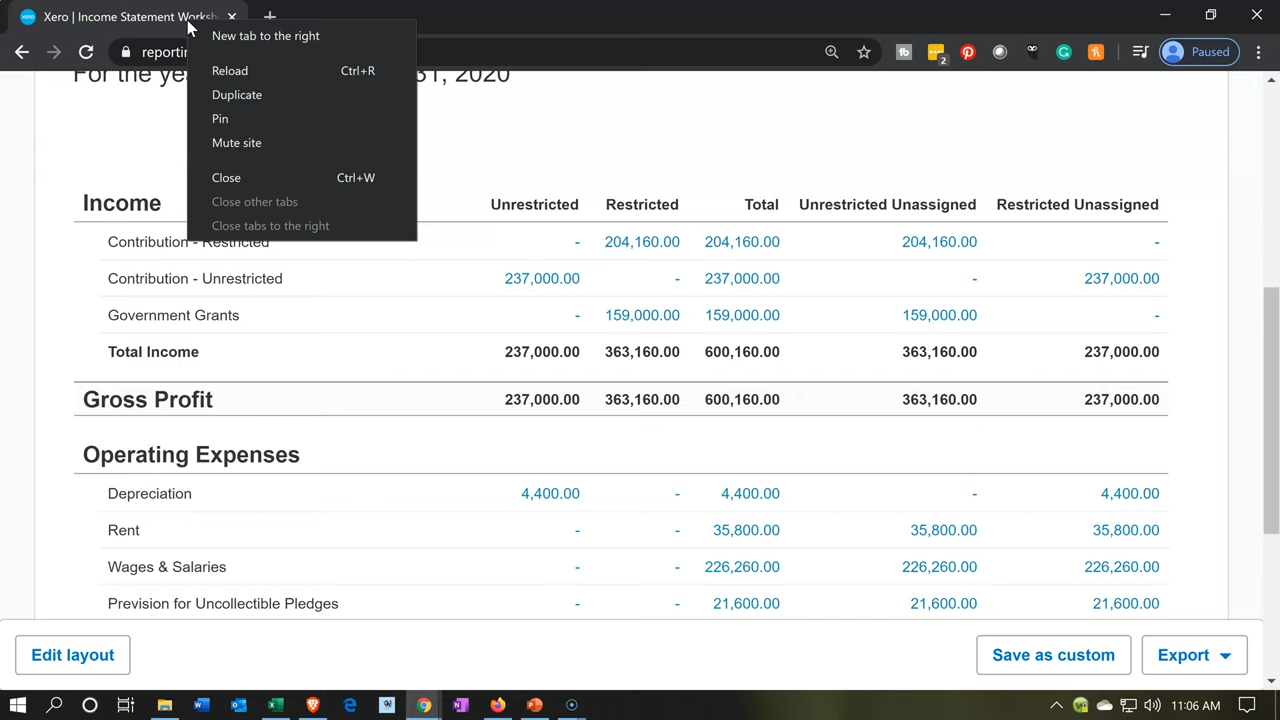 XERO Xero | Income Statement Worksh
reportin
2
Paused
New tab to the right
Reload Ctrl+R
Duplicate
Pin
Mute site
Close Ctrl+W
Close other tabs
Close tabs to the right
For the yea 31, 2020
Income Unrestricted Restricted Total Unrestricted Unassigned Restricted Unassigned
Contribution - Restricted - 204,160.00 204,160.00 204,160.00 -
Contribution - Unrestricted 237,000.00 - 237,000.00 - 237,000.00
Government Grants - 159,000.00 159,000.00 159,000.00 -
Total Income 237,000.00 363,160.00 600,160.00 363,160.00 237,000.00
Gross Profit 237,000.00 363,160.00 600,160.00 363,160.00 237,000.00
Operating Expenses
Depreciation 4,400.00 - 4,400.00 - 4,400.00
Rent - - 35,800.00 35,800.00 35,800.00
Wages & Salaries - - 226,260.00 226,260.00 226,260.00
Prevision for Uncollectible Pledges - - 21,600.00 21,600.00 21,600.00
Edit layout Save as custom Export
11:06 AM